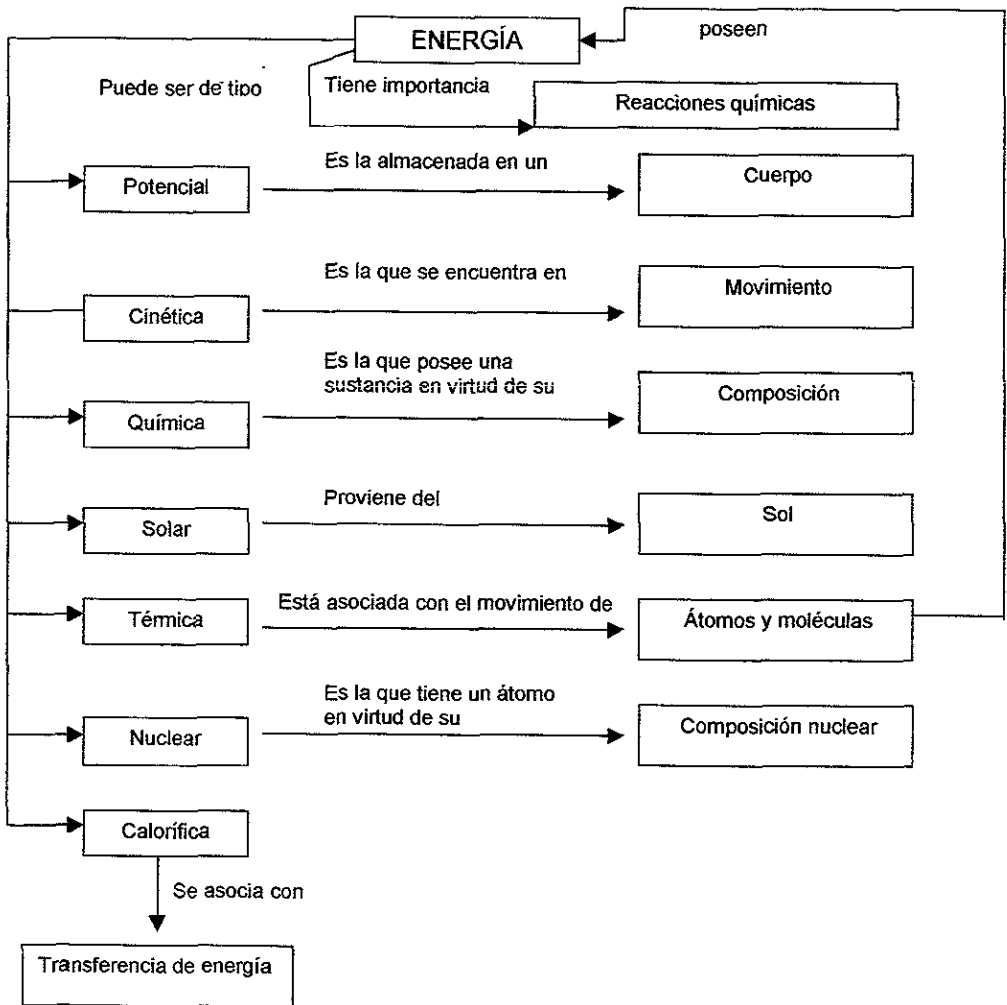 ENERGÍA
poseen
Puede ser de tipo
Tiene importancia
Reacciones químicas
Potencial
Es la almacenada en un
Cuerpo
Cinética
Es la que se encuentra en
Movimiento
Química
Es la que posee una
sustancia en virtud de su
Composición
Solar
Proviene del
Sol
Térmica
Está asociada con el movimiento de
Átomos y moléculas
Nuclear
Es la que tiene un átomo
en virtud de su
Composición nuclear
Calorífica
Se asocia con
Transferencia de energía